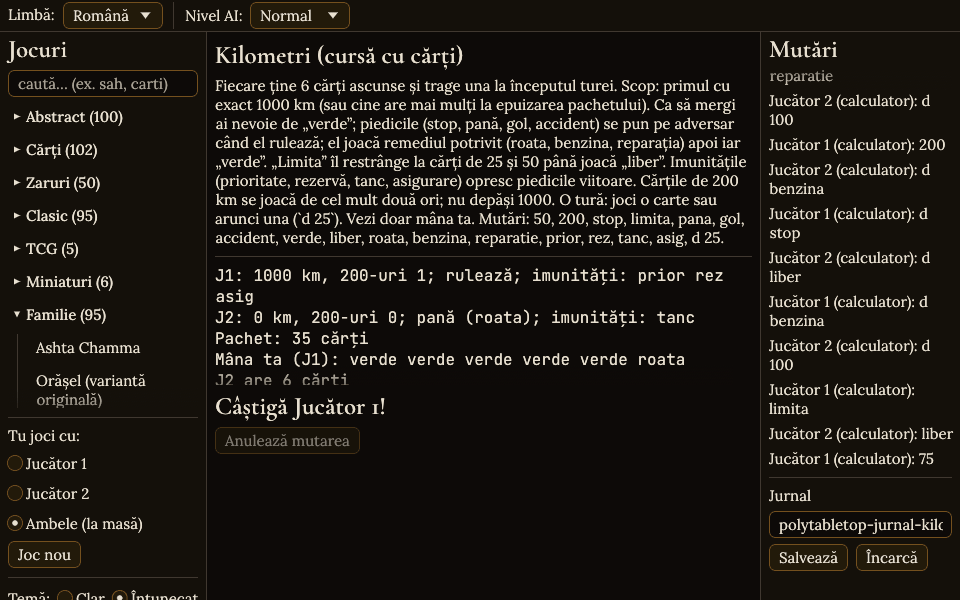 Limbă: Română Nivel AI: Normal
Jocuri
caută... (ex. sah, carti)
Abstract (100)
Cărți (102)
Zaruri (50)
Clasic (95)
TCG (5)
Miniaturi (6)
Familie (95)
Ashta Chamma
Orășel (variantă
originală)
Tu joci cu:
Jucător 1
Jucător 2
Ambele (la masă)
Joc nou
Temă: Clar Întunecat
Kilometri (cursă cu cărți)
Fiecare ține 6 cărți ascunse și trage una la începutul turei. Scop: primul cu
exact 1000 km (sau cine are mai mulți la epuizarea pachetului). Ca să mergi
ai nevoie de „verde”; piedicile (stop, pană, gol, accident) se pun pe adversar
când el rulează; el joacă remediul potrivit (roata, benzina, reparația) apoi iar
„verde”. „Limita” îl restrânge la cărți de 25 și 50 până joacă „liber”. Imunitățile
(prioritate, rezervă, tanc, asigurare) opresc piedicile viitoare. Cărțile de 200
km se joacă de cel mult două ori; nu depăși 1000. O tură: joci o carte sau
arunci una (`d 25`). Vezi doar mâna ta. Mutări: 50, 200, stop, limita, pana, gol,
accident, verde, liber, roata, benzina, reparatie, prior, rez, tanc, asig, d 25.
J1: 1000 km, 200-uri 1; rulează; imunități: prior rez
asig
J2: 0 km, 200-uri 0; pană (roata); imunități: tanc
Pachet: 35 cărți
Mâna ta (J1): verde verde verde verde verde roata
J2 are 6 cărți
Câștigă Jucător 1!
Anulează mutarea
Mutări
reparatie
Jucător 2 (calculator): d
100
Jucător 1 (calculator): 200
Jucător 2 (calculator): d
benzina
Jucător 1 (calculator): d
stop
Jucător 2 (calculator): d
liber
Jucător 1 (calculator): d
benzina
Jucător 2 (calculator): d
100
Jucător 1 (calculator):
limita
Jucător 2 (calculator): liber
Jucător 1 (calculator): 75
Jurnal
polytabletop-jurnal-kilo
Salvează Încarcă